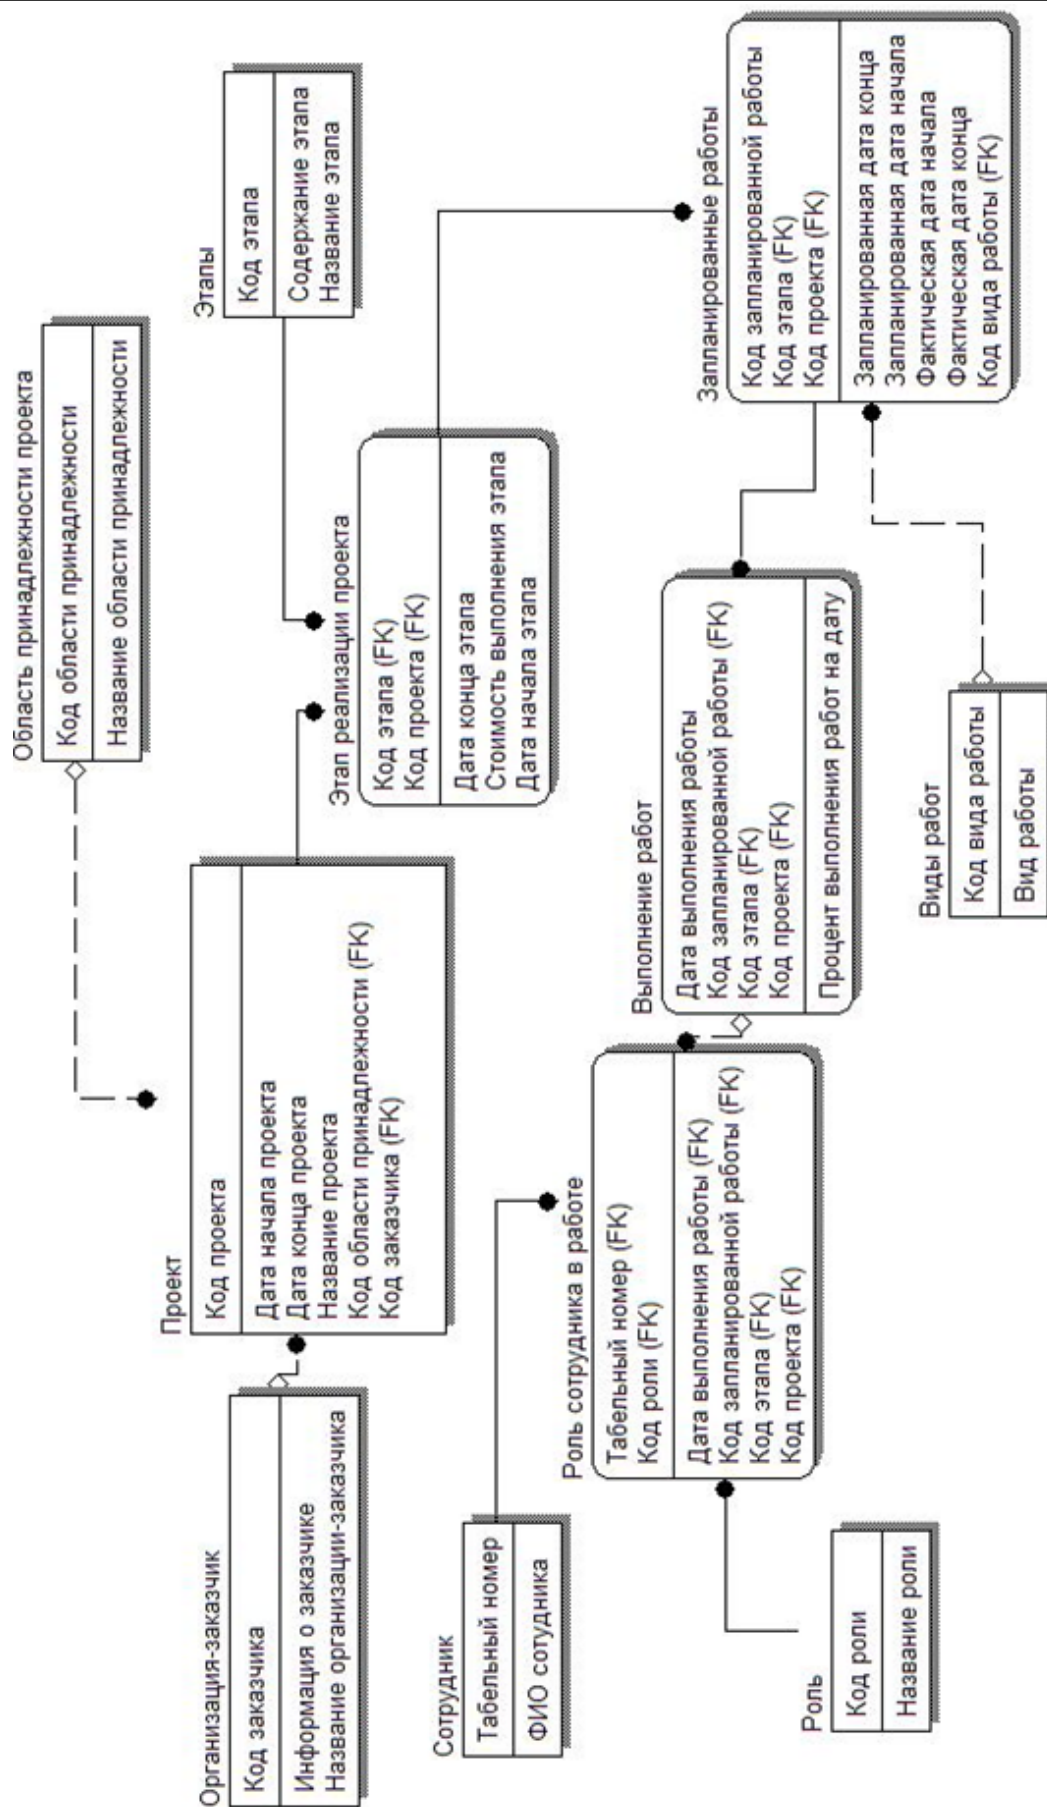 Организация-заказчик
Код заказчика
Информация о заказчике
Название организации-заказчика
Проект
Код проекта
Дата начала проекта
Дата конца проекта
Название проекта
Код области принадлежности (FK)
Код заказчика (FK)
Область принадлежности проекта
Код области принадлежности
Название области принадлежности
Этапы
Код этапа
Содержание этапа
Название этапа
Этап реализации проекта
Код этапа (FK)
Код проекта (FK)
Дата конца этапа
Стоимость выполнения этапа
Дата начала этапа
Сотрудник
Табельный номер
ФИО сотудника
Роль сотрудника в работе
Табельный номер (FK)
Код роли (FK)
Дата выполнения работы (FK)
Код запланированной работы (FK)
Код этапа (FK)
Код проекта (FK)
Выполнение работ
Дата выполнения работы
Код запланированной работы (FK)
Код этапа (FK)
Код проекта (FK)
Процент выполнения работ на дату
Запланированные работы
Код запланированной работы
Код этапа (FK)
Код проекта (FK)
Запланированная дата конца
Запланированная дата начала
Фактическая дата начала
Фактическая дата конца
Код вида работы (FK)
Роль
Код роли
Название роли
Виды работ
Код вида работы
Вид работы